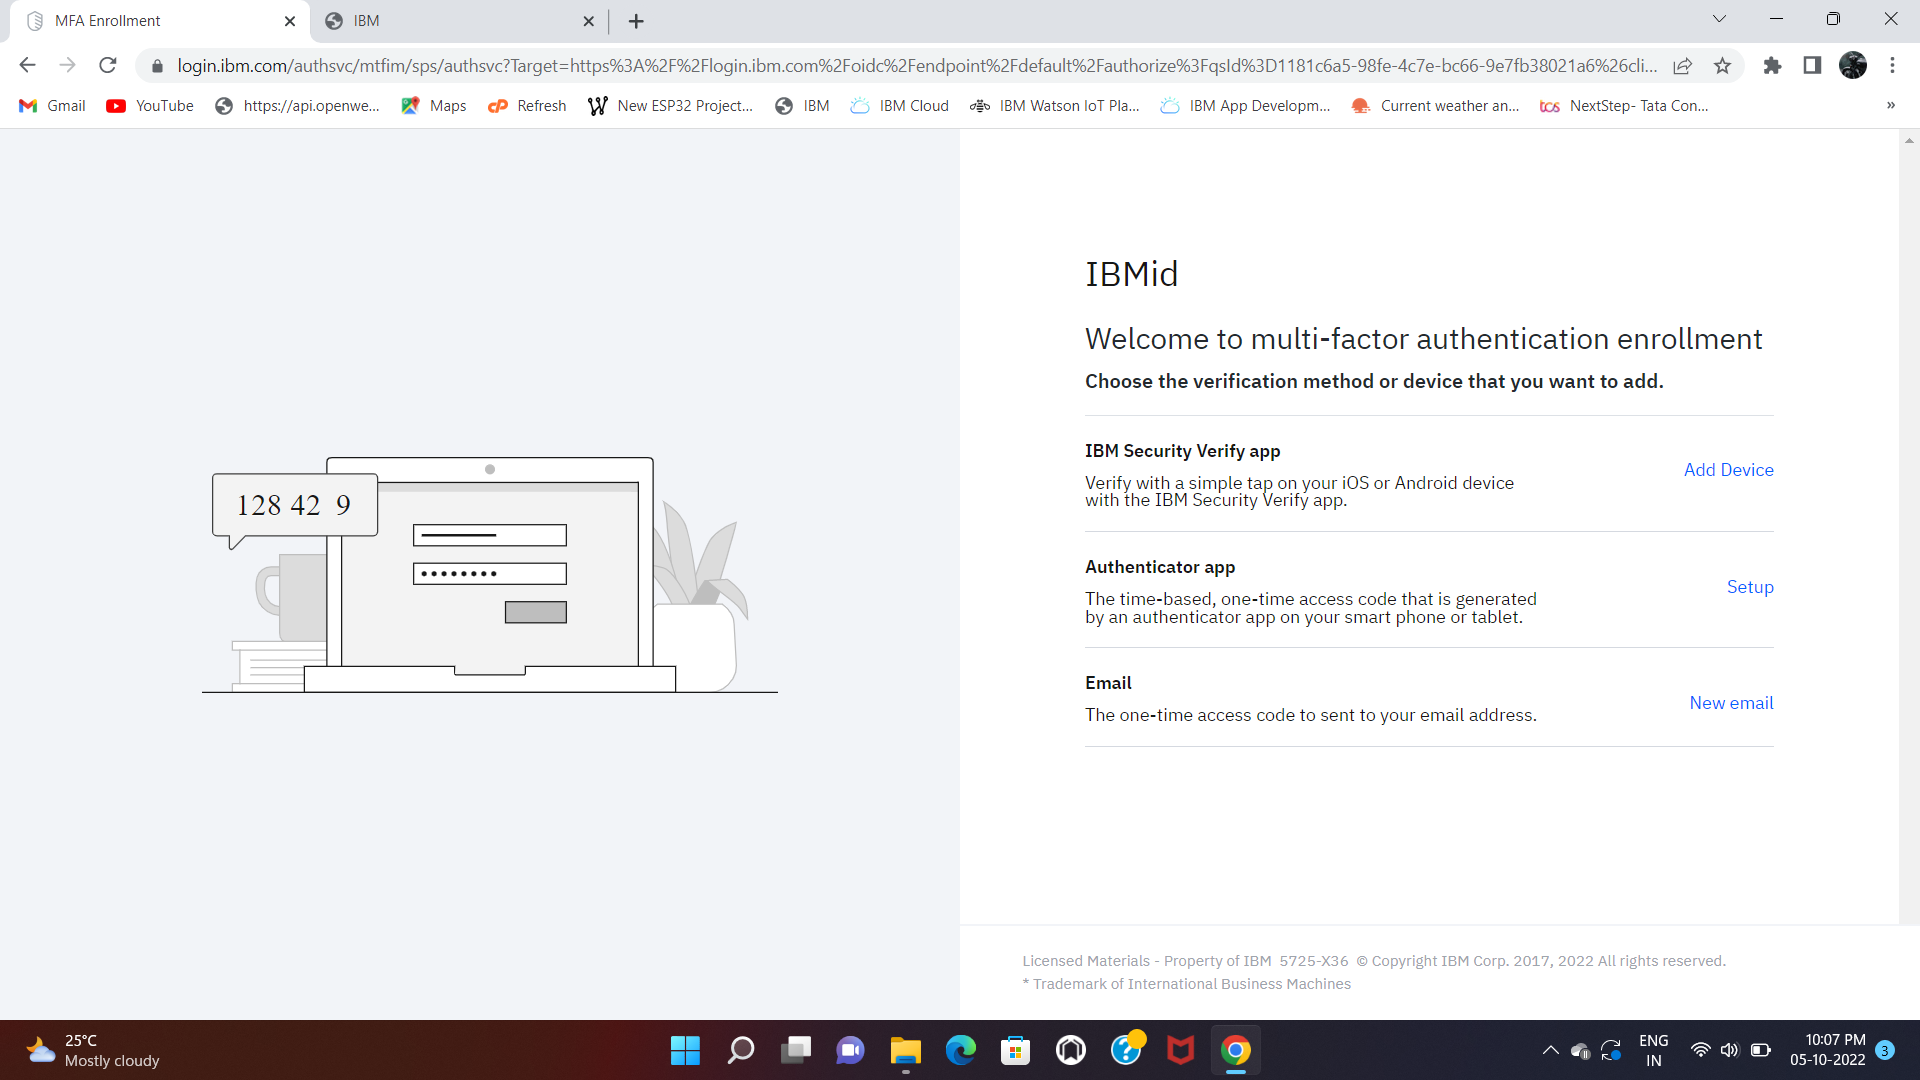 MFA Enrollment
IBM
login.ibm.com/authsvc/mtfim/sps/authsvc?Target=https%3A%2F%2Flogin.ibm.com%2Foidc%2Fendpoint%2Fdefault%2Fauthorize%3FqsId%3D1181c6a5-98fe-4c7e-bc66-9e7fb38021a6%26cli...
Gmail YouTube https://api.openwe... Maps Refresh New ESP32 Project... IBM IBM Cloud IBM Watson IoT Pla... IBM App Developm... Current weather an... tcs NextStep- Tata Con... »
128 42 9
IBMid
Welcome to multi-factor authentication enrollment
Choose the verification method or device that you want to add.
IBM Security Verify app
Verify with a simple tap on your iOS or Android device
with the IBM Security Verify app.
Add Device
Authenticator app
The time-based, one-time access code that is generated
by an authenticator app on your smart phone or tablet.
Setup
Email
The one-time access code to sent to your email address.
New email
Licensed Materials - Property of IBM 5725-X36 © Copyright IBM Corp. 2017, 2022 All rights reserved.
* Trademark of International Business Machines
25°C
Mostly cloudy
ENG
IN
10:07 PM
05-10-2022
3